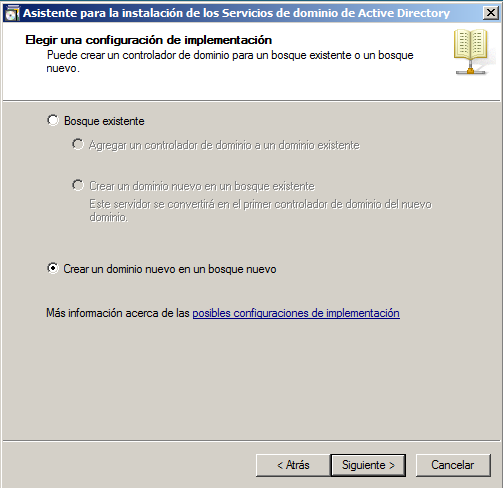 Asistente para la instalación de los Servicios de dominio de Active Directory
Elegir una configuración de implementación
Puede crear un controlador de dominio para un bosque existente o un bosque
nuevo.
Bosque existente
Agregar un controlador de dominio a un dominio existente
Crear un dominio nuevo en un bosque existente
Este servidor se convertirá en el primer controlador de dominio del nuevo
dominio.
Crear un dominio nuevo en un bosque nuevo
Más información acerca de las posibles configuraciones de implementación
< Atrás
Siguiente >
Cancelar